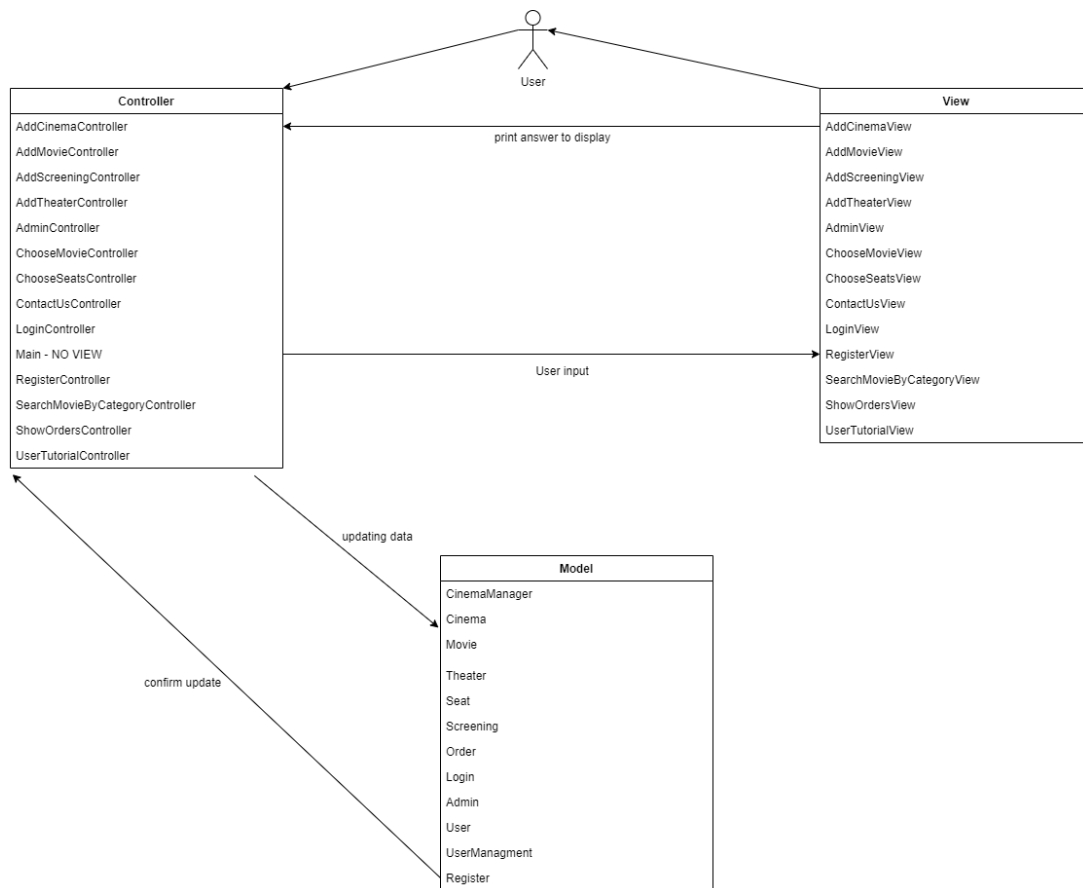 User
Controller
AddCinemaController
AddMovieController
AddScreeningController
AddTheaterController
AdminController
ChooseMovieController
ChooseSeatsController
ContactUsController
LoginController
Main - NO VIEW
RegisterController
SearchMovieByCategoryController
ShowOrdersController
UserTutorialController
print answer to display
User input
View
AddCinemaView
AddMovieView
AddScreeningView
AddTheaterView
AdminView
ChooseMovieView
ChooseSeatsView
ContactUsView
LoginView
RegisterView
SearchMovieByCategoryView
ShowOrdersView
UserTutorialView
updating data
confirm update
Model
CinemaManager
Cinema
Movie
Theater
Seat
Screening
Order
Login
Admin
User
UserManagment
Register